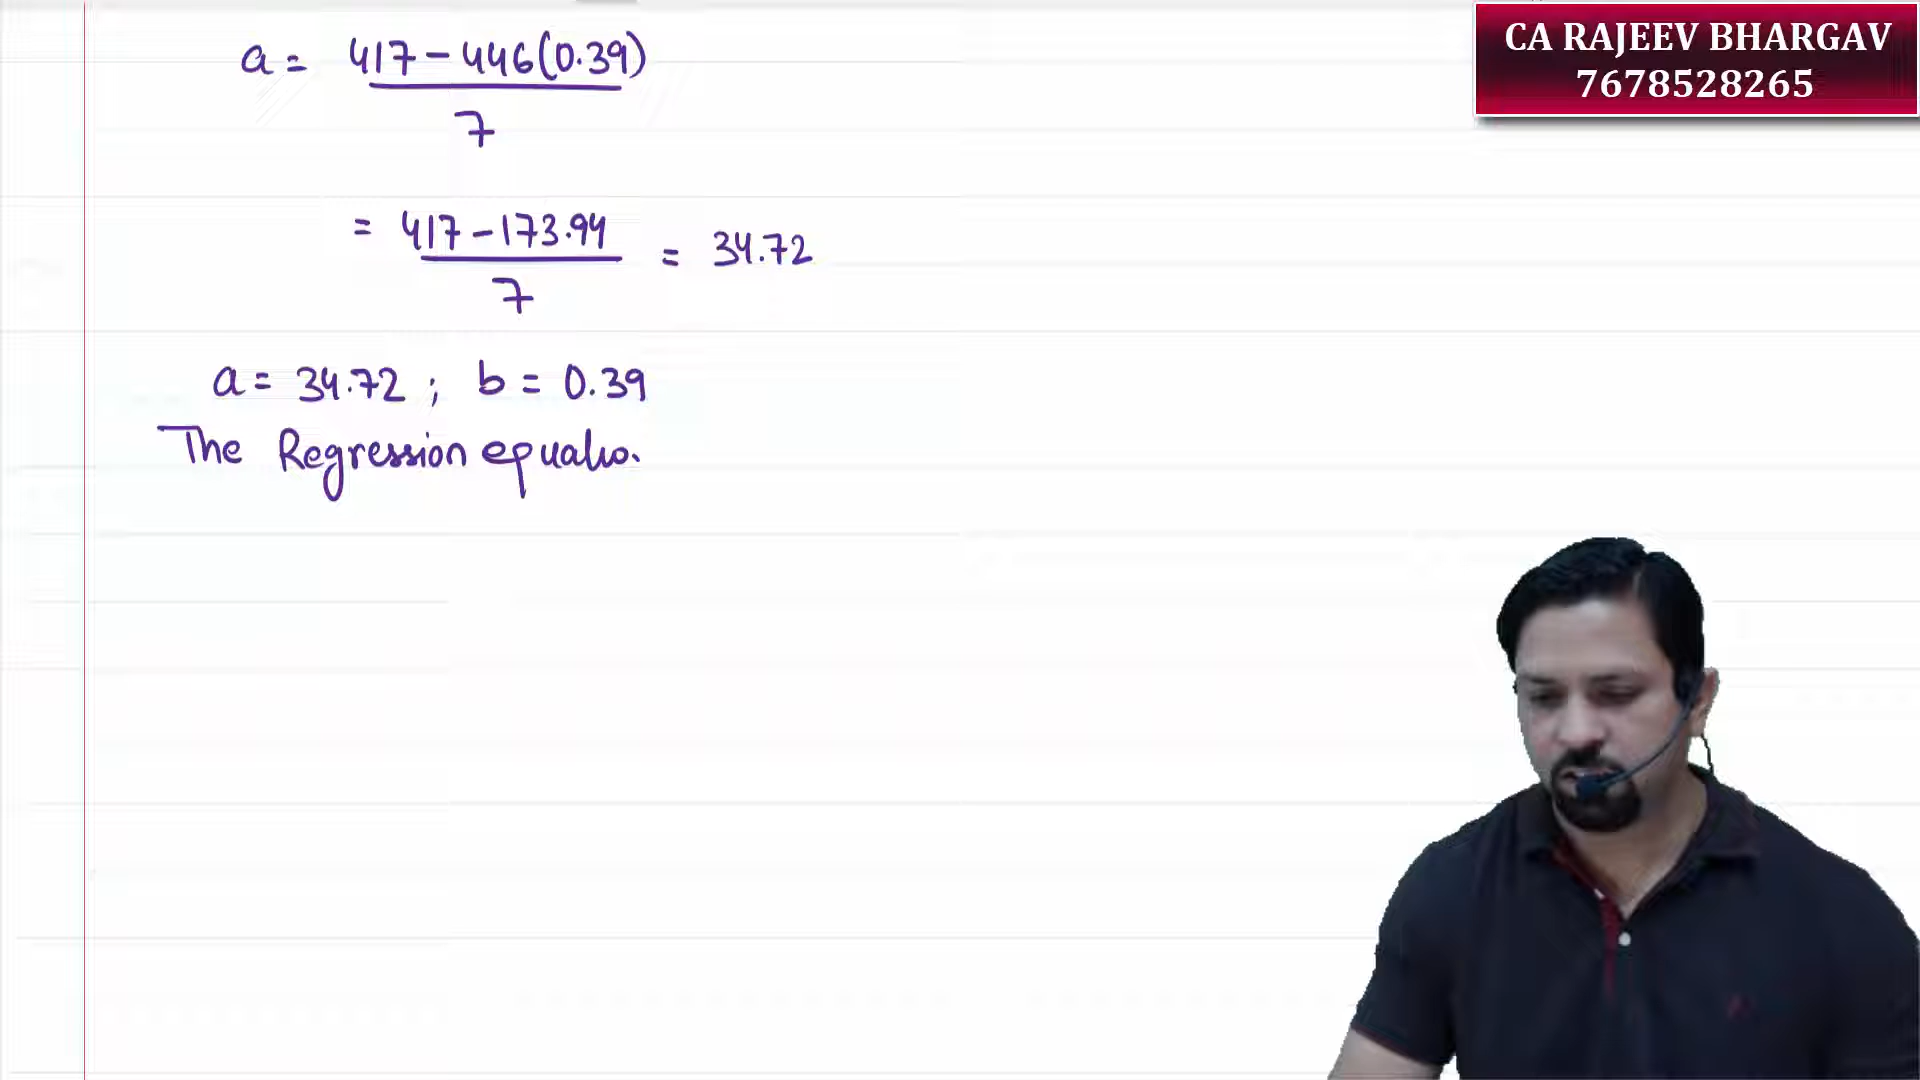 CA RAJEEV BHARGAV
7678528265
a = 417 - 446(0.39)
7
= 417 - 173.94 = 34.72
7
a = 34.72 ; b = 0.39
The Regression equatio.